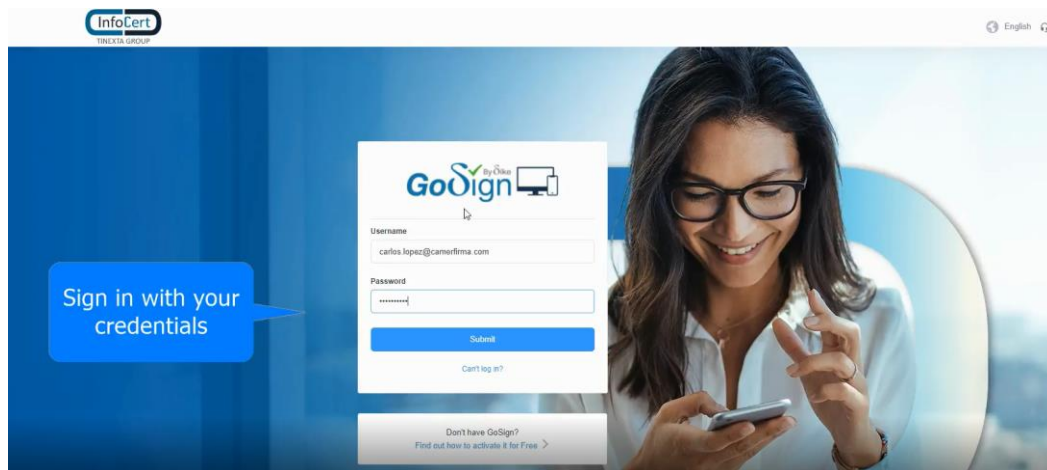 InfoCert
TINEXTA GROUP
English
GoSign
By Dike
Username
carlos.lopez@camerfirma.com
Password
••••••••••
Submit
Can't log in?
Sign in with your
credentials
Don't have GoSign?
Find out how to activate it for Free >